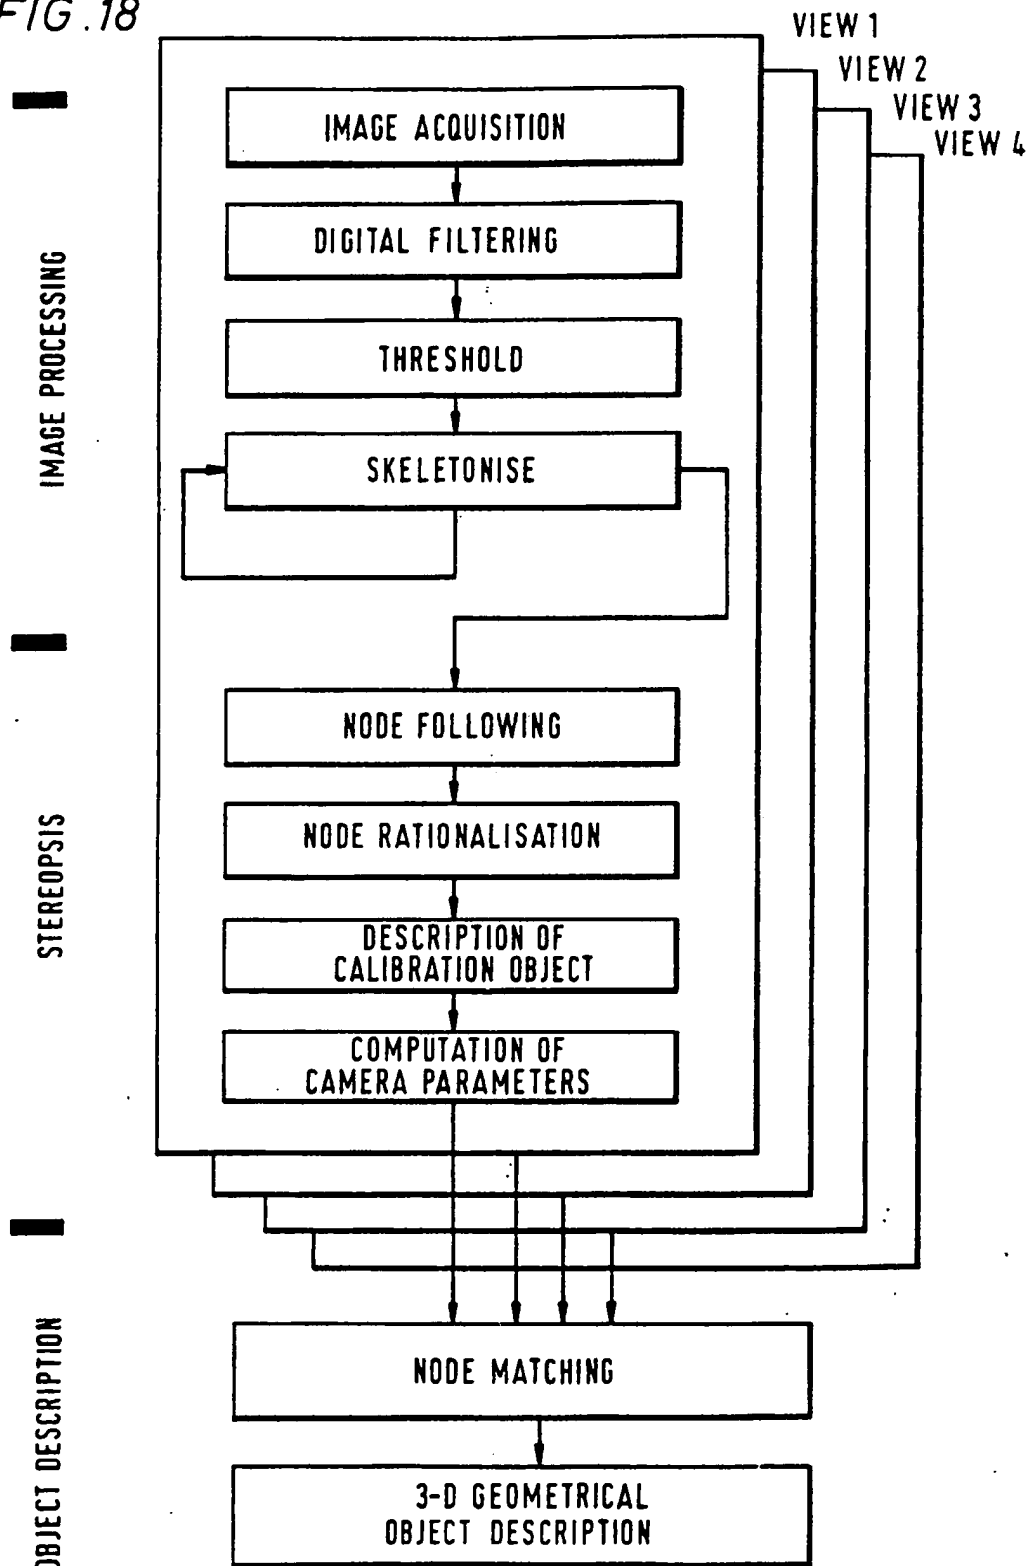 FIG.18
VIEW 1
VIEW 2
VIEW 3
VIEW 4
IMAGE PROCESSING
IMAGE ACQUISITION
DIGITAL FILTERING
THRESHOLD
SKELETONISE
STEREOPSIS
NODE FOLLOWING
NODE RATIONALISATION
DESCRIPTION OF
CALIBRATION OBJECT
COMPUTATION OF
CAMERA PARAMETERS
OBJECT DESCRIPTION
NODE MATCHING
3-D GEOMETRICAL
OBJECT DESCRIPTION